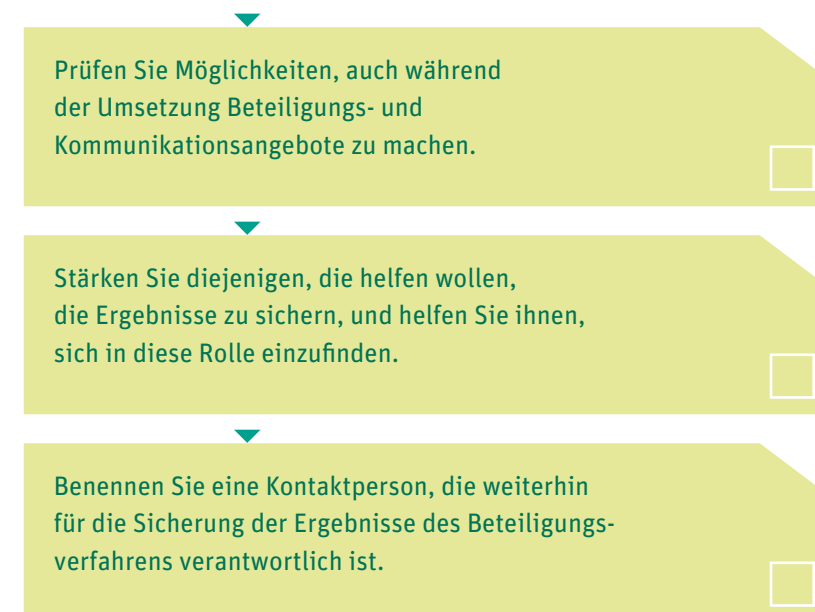 Prüfen Sie Möglichkeiten, auch während
der Umsetzung Beteiligungs- und
Kommunikationsangebote zu machen.
Stärken Sie diejenigen, die helfen wollen,
die Ergebnisse zu sichern, und helfen Sie ihnen,
sich in diese Rolle einzufinden.
Benennen Sie eine Kontaktperson, die weiterhin
für die Sicherung der Ergebnisse des Beteiligungs-
verfahrens verantwortlich ist.